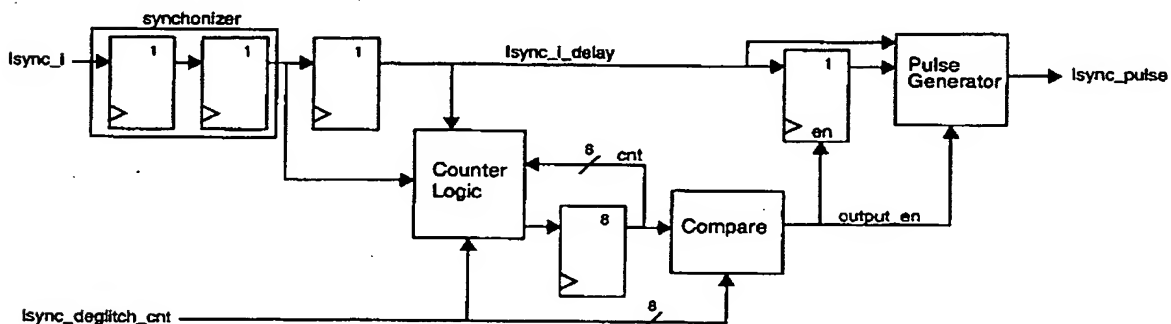 synchonizer
lsync_i
1
1
1
lsync_i_delay
1
en
Pulse
Generator
lsync_pulse
8
cnt
Counter
Logic
8
Compare
output_en
lsync_deglitch_cnt
8